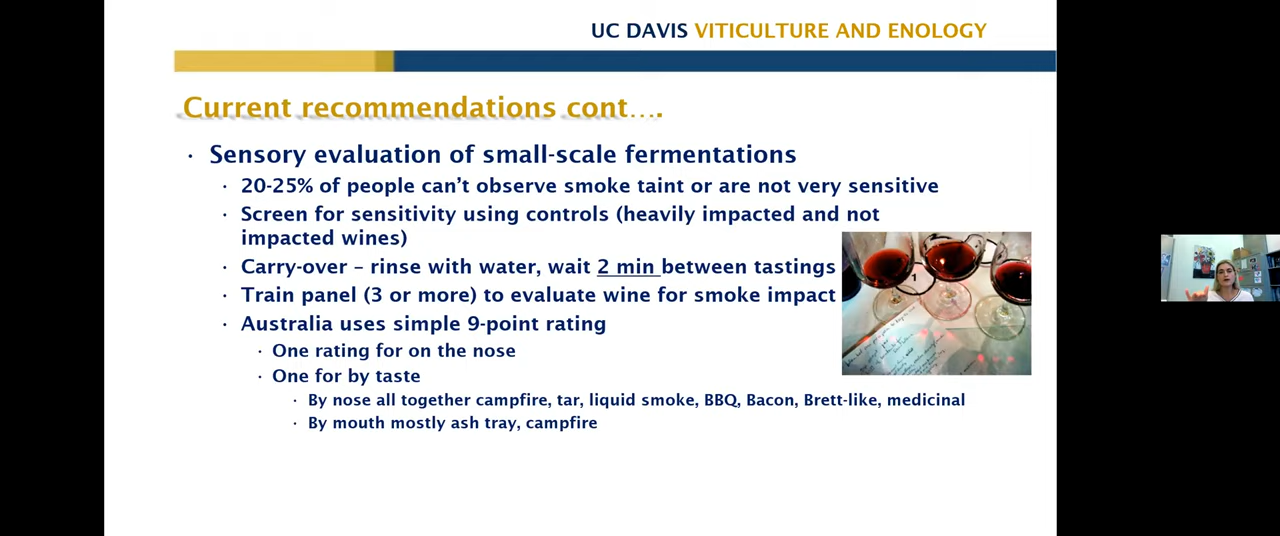 UC DAVIS VITICULTURE AND ENOLOGY
Current recommendations cont….
· Sensory evaluation of small-scale fermentations
· 20-25% of people can’t observe smoke taint or are not very sensitive
· Screen for sensitivity using controls (heavily impacted and not
impacted wines)
· Carry-over – rinse with water, wait 2 min between tastings
· Train panel (3 or more) to evaluate wine for smoke impact
· Australia uses simple 9-point rating
· One rating for on the nose
· One for by taste
· By nose all together campfire, tar, liquid smoke, BBQ, Bacon, Brett-like, medicinal
· By mouth mostly ash tray, campfire
1